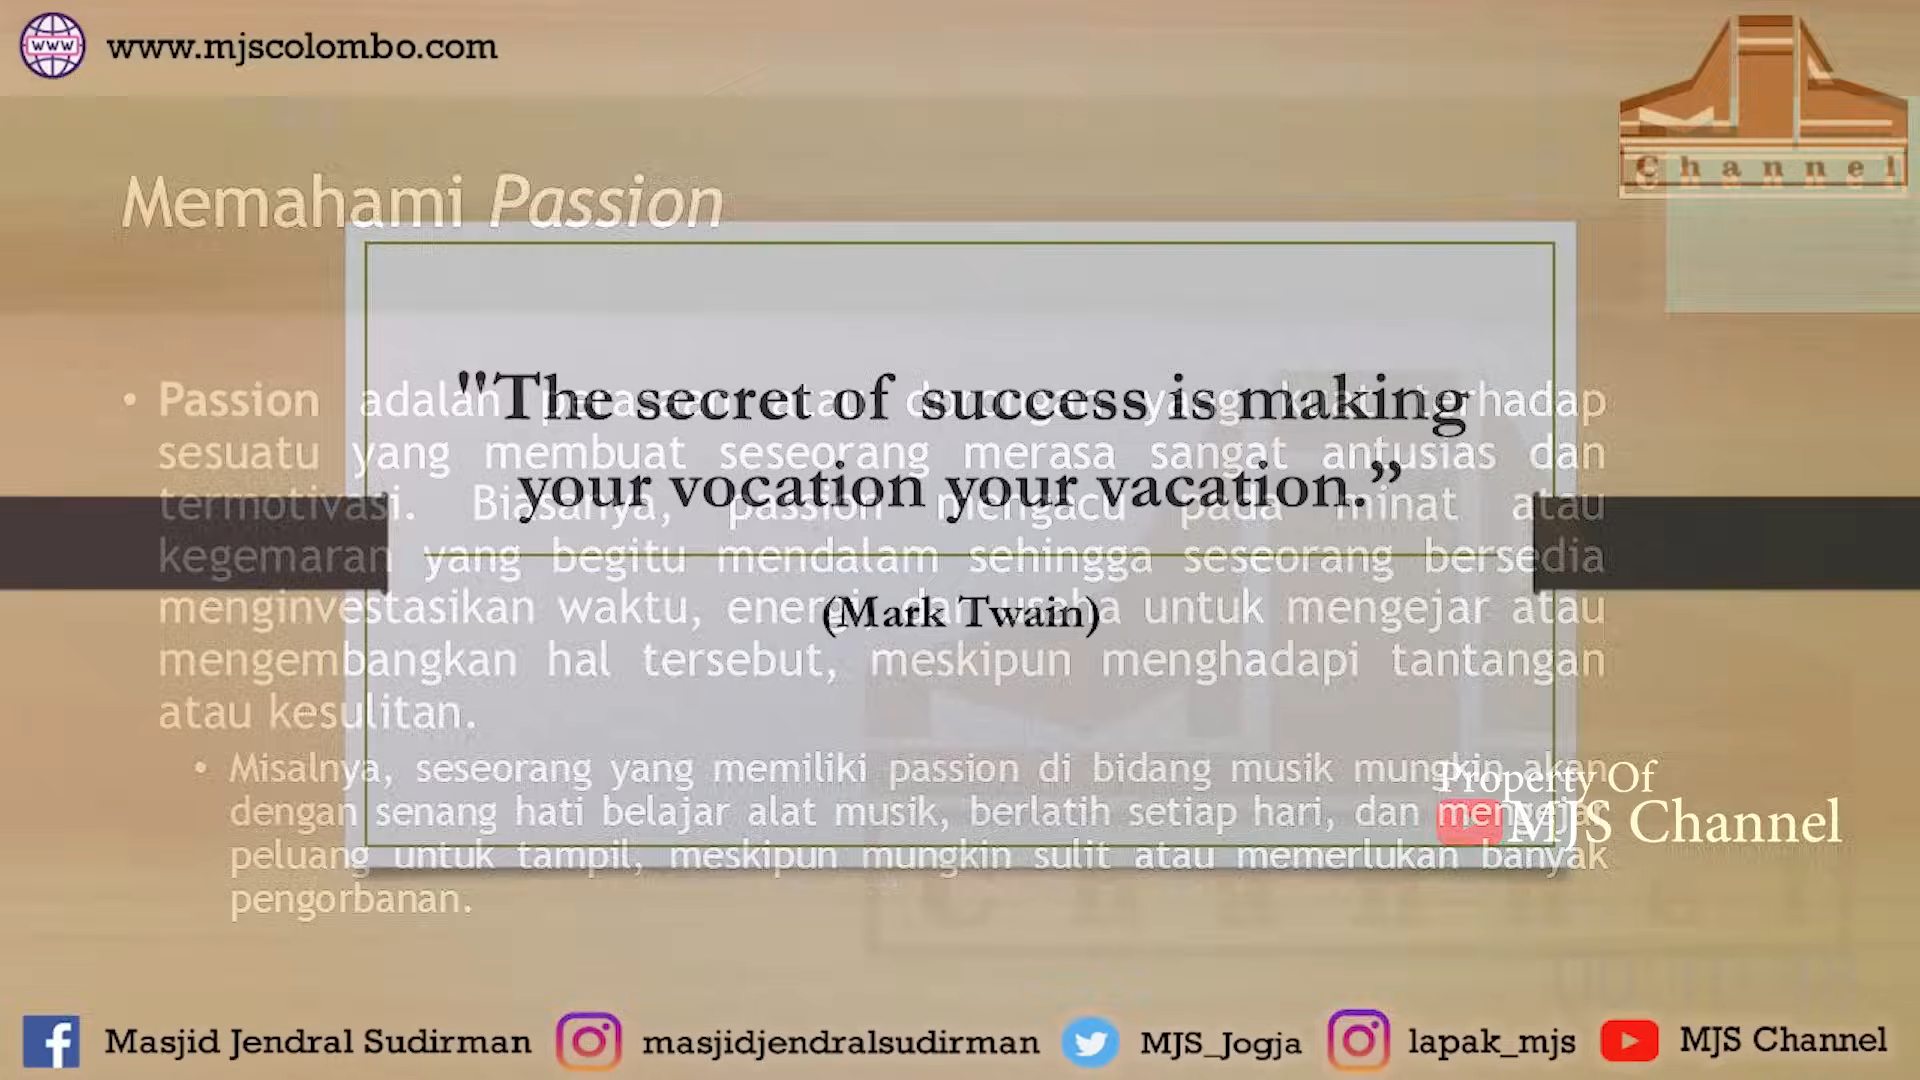 www.mjscolombo.com
Channel
Memahami Passion
"The secret of success is making
your vocation your vacation.”
(Mark Twain)
• Passion adalah yang terhadap
sesuatu yang membuat seseorang merasa sangat antusias dan
termotivasi. Biasanya, passion mengacu pada minat atau
kegemaran yang begitu mendalam sehingga seseorang bersedia
menginvestasikan waktu, energi, dan usaha untuk mengejar atau
mengembangkan hal tersebut, meskipun menghadapi tantangan
atau kesulitan.
• Misalnya, seseorang yang memiliki passion di bidang musik mungkin akan
dengan senang hati belajar alat musik, berlatih setiap hari, dan mengejar
peluang untuk tampil, meskipun mungkin sulit atau memerlukan banyak
pengorbanan.
Property Of
MJS Channel
Masjid Jendral Sudirman masjidjendralsudirman MJS_Jogja lapak_mjs MJS Channel